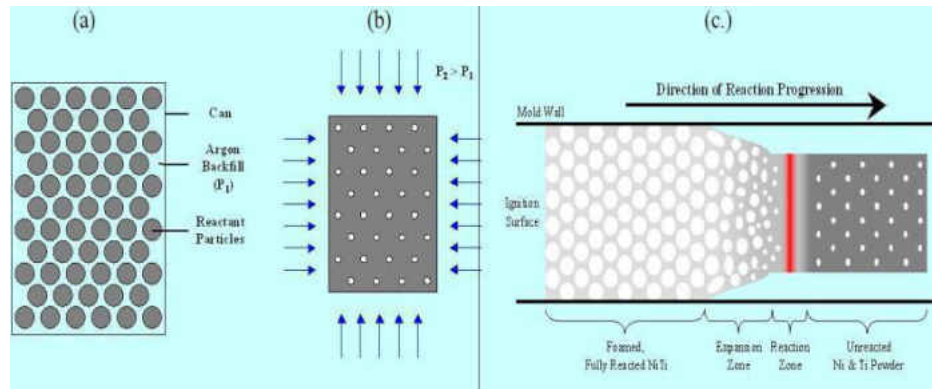 (a)
(b)
(c.)
Can
Argon
Backfill
(P₁)
Reactant
Particles
P₂ > P₁
Direction of Reaction Progression
Mold Wall
Ignition
Surface
Foamed,
Fully Reacted NiTi
Expansion
Zone
Reaction
Zone
Unreacted
Ni & Ti Powder